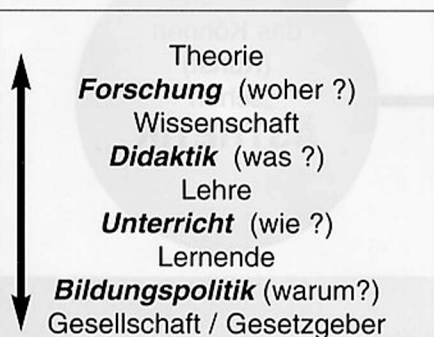 Theorie
Forschung (woher ?)
Wissenschaft
Didaktik (was ?)
Lehre
Unterricht (wie ?)
Lernende
Bildungspolitik (warum?)
Gesellschaft / Gesetzgeber